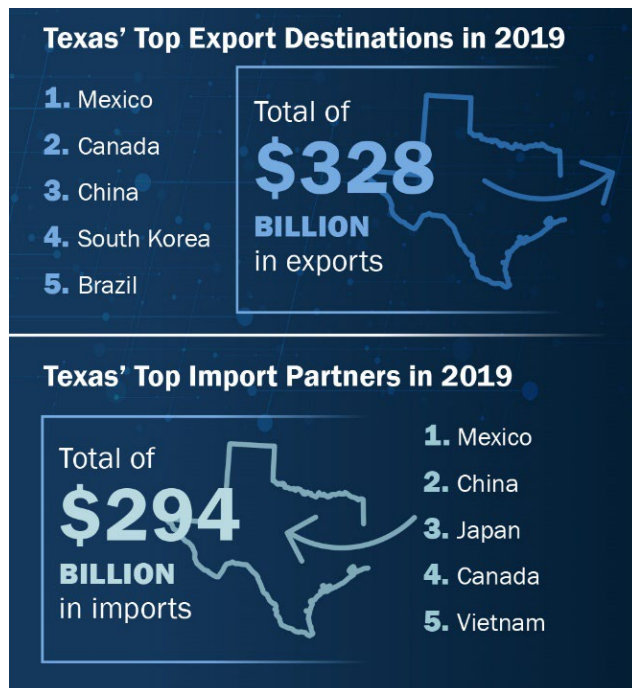 Texas' Top Export Destinations in 2019
1. Mexico
2. Canada
3. China
4. South Korea
5. Brazil
Total of
$328
BILLION
in exports
Texas' Top Import Partners in 2019
Total of
$294
BILLION
in imports
1. Mexico
2. China
3. Japan
4. Canada
5. Vietnam